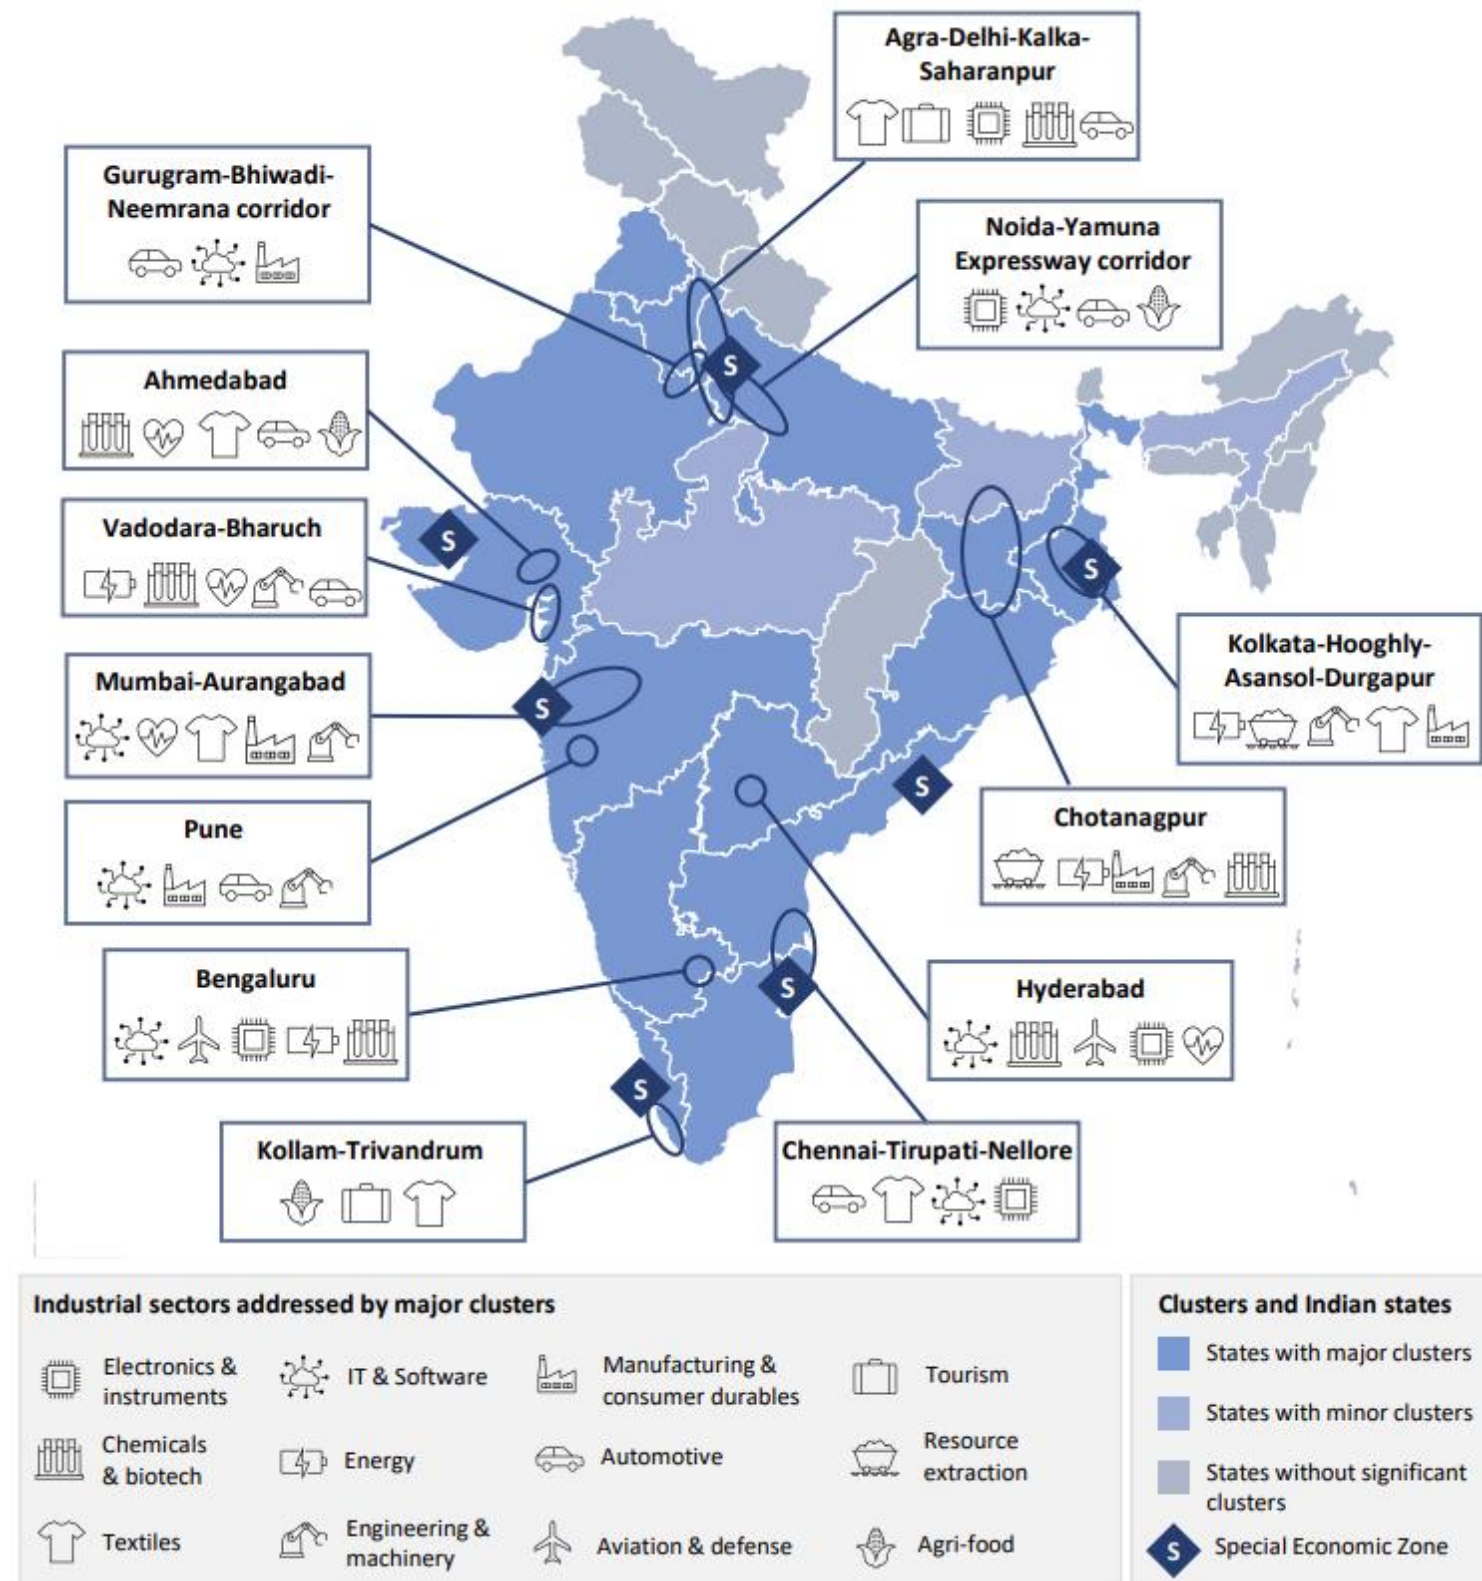 Agra-Delhi-Kalka-
Saharanpur
Gurugram-Bhiwadi-
Neemrana corridor
Noida-Yamuna
Expressway corridor
S
Ahmedabad
S
Vadodara-Bharuch
S
Kolkata-Hooghly-
Asansol-Durgapur
Mumbai-Aurangabad
S
S
Pune
Chotanagpur
Bengaluru
S
Hyderabad
S
Kollam-Trivandrum
Chennai-Tirupati-Nellore
Industrial sectors addressed by major clusters
Electronics &
instruments
IT & Software
Manufacturing &
consumer durables
Tourism
Chemicals
& biotech
Energy
Automotive
Resource
extraction
Textiles
Engineering &
machinery
Aviation & defense
Agri-food
Clusters and Indian states
States with major clusters
States with minor clusters
States without significant
clusters
S
Special Economic Zone